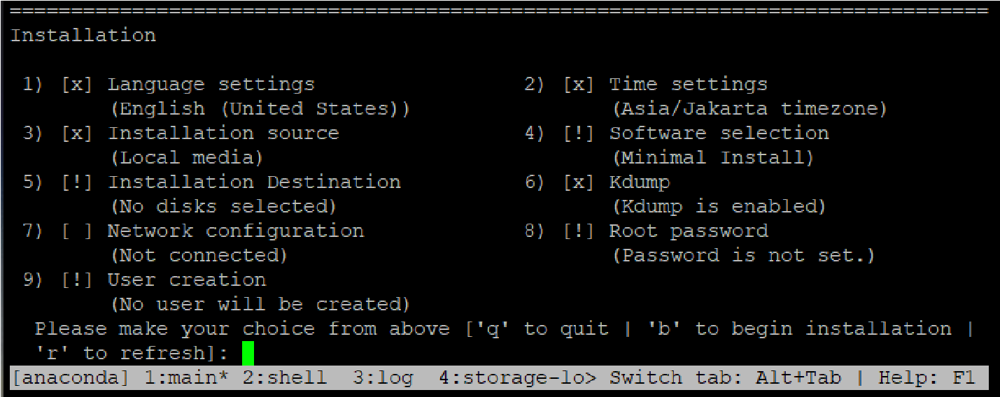 ================================================================================
Installation
1) [x] Language settings 2) [x] Time settings
(English (United States)) (Asia/Jakarta timezone)
3) [x] Installation source 4) [!] Software selection
(Local media) (Minimal Install)
5) [!] Installation Destination 6) [x] Kdump
(No disks selected) (Kdump is enabled)
7) [ ] Network configuration 8) [!] Root password
(Not connected) (Password is not set.)
9) [!] User creation
(No user will be created)
Please make your choice from above ['q' to quit | 'b' to begin installation |
'r' to refresh]:
[anaconda] 1:main* 2:shell 3:log 4:storage-lo> Switch tab: Alt+Tab | Help: F1